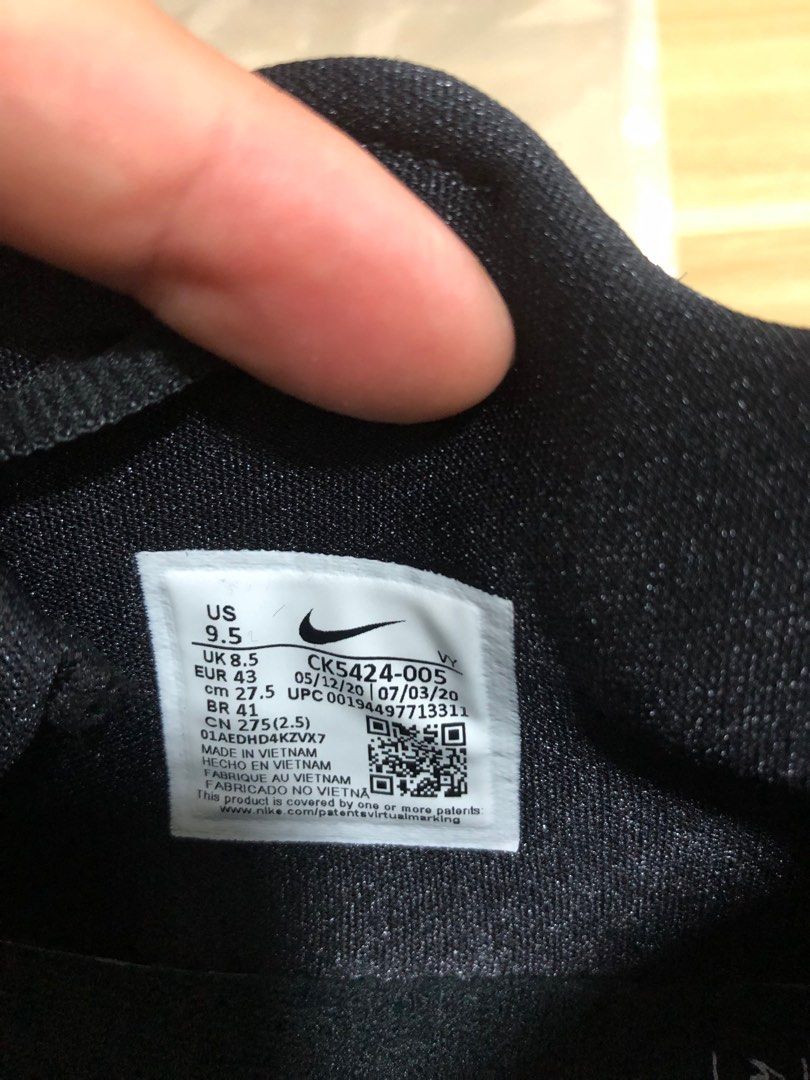 US
9.5
VY
UK 8.5
CK5424-005
EUR 43
05/12/20 | 07/03/20
cm 27.5
UPC 00194497713311
BR 41
CN 275(2.5)
01AEDHD4KZVX7
MADE IN VIETNAM
HECHO EN VIETNAM
FABRIQUE AU VIETNAM
FABRICADO NO VIETNÃ
This product is covered by one or more patents:
www.nike.com/patentsvirtualmarking